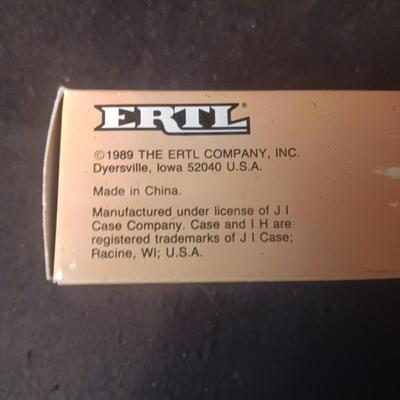 ERTL®
©1989 THE ERTL COMPANY, INC.
Dyersville, Iowa 52040 U.S.A.
Made in China.
Manufactured under license of J I
Case Company. Case and I H are
registered trademarks of J I Case;
Racine, WI; U.S.A.